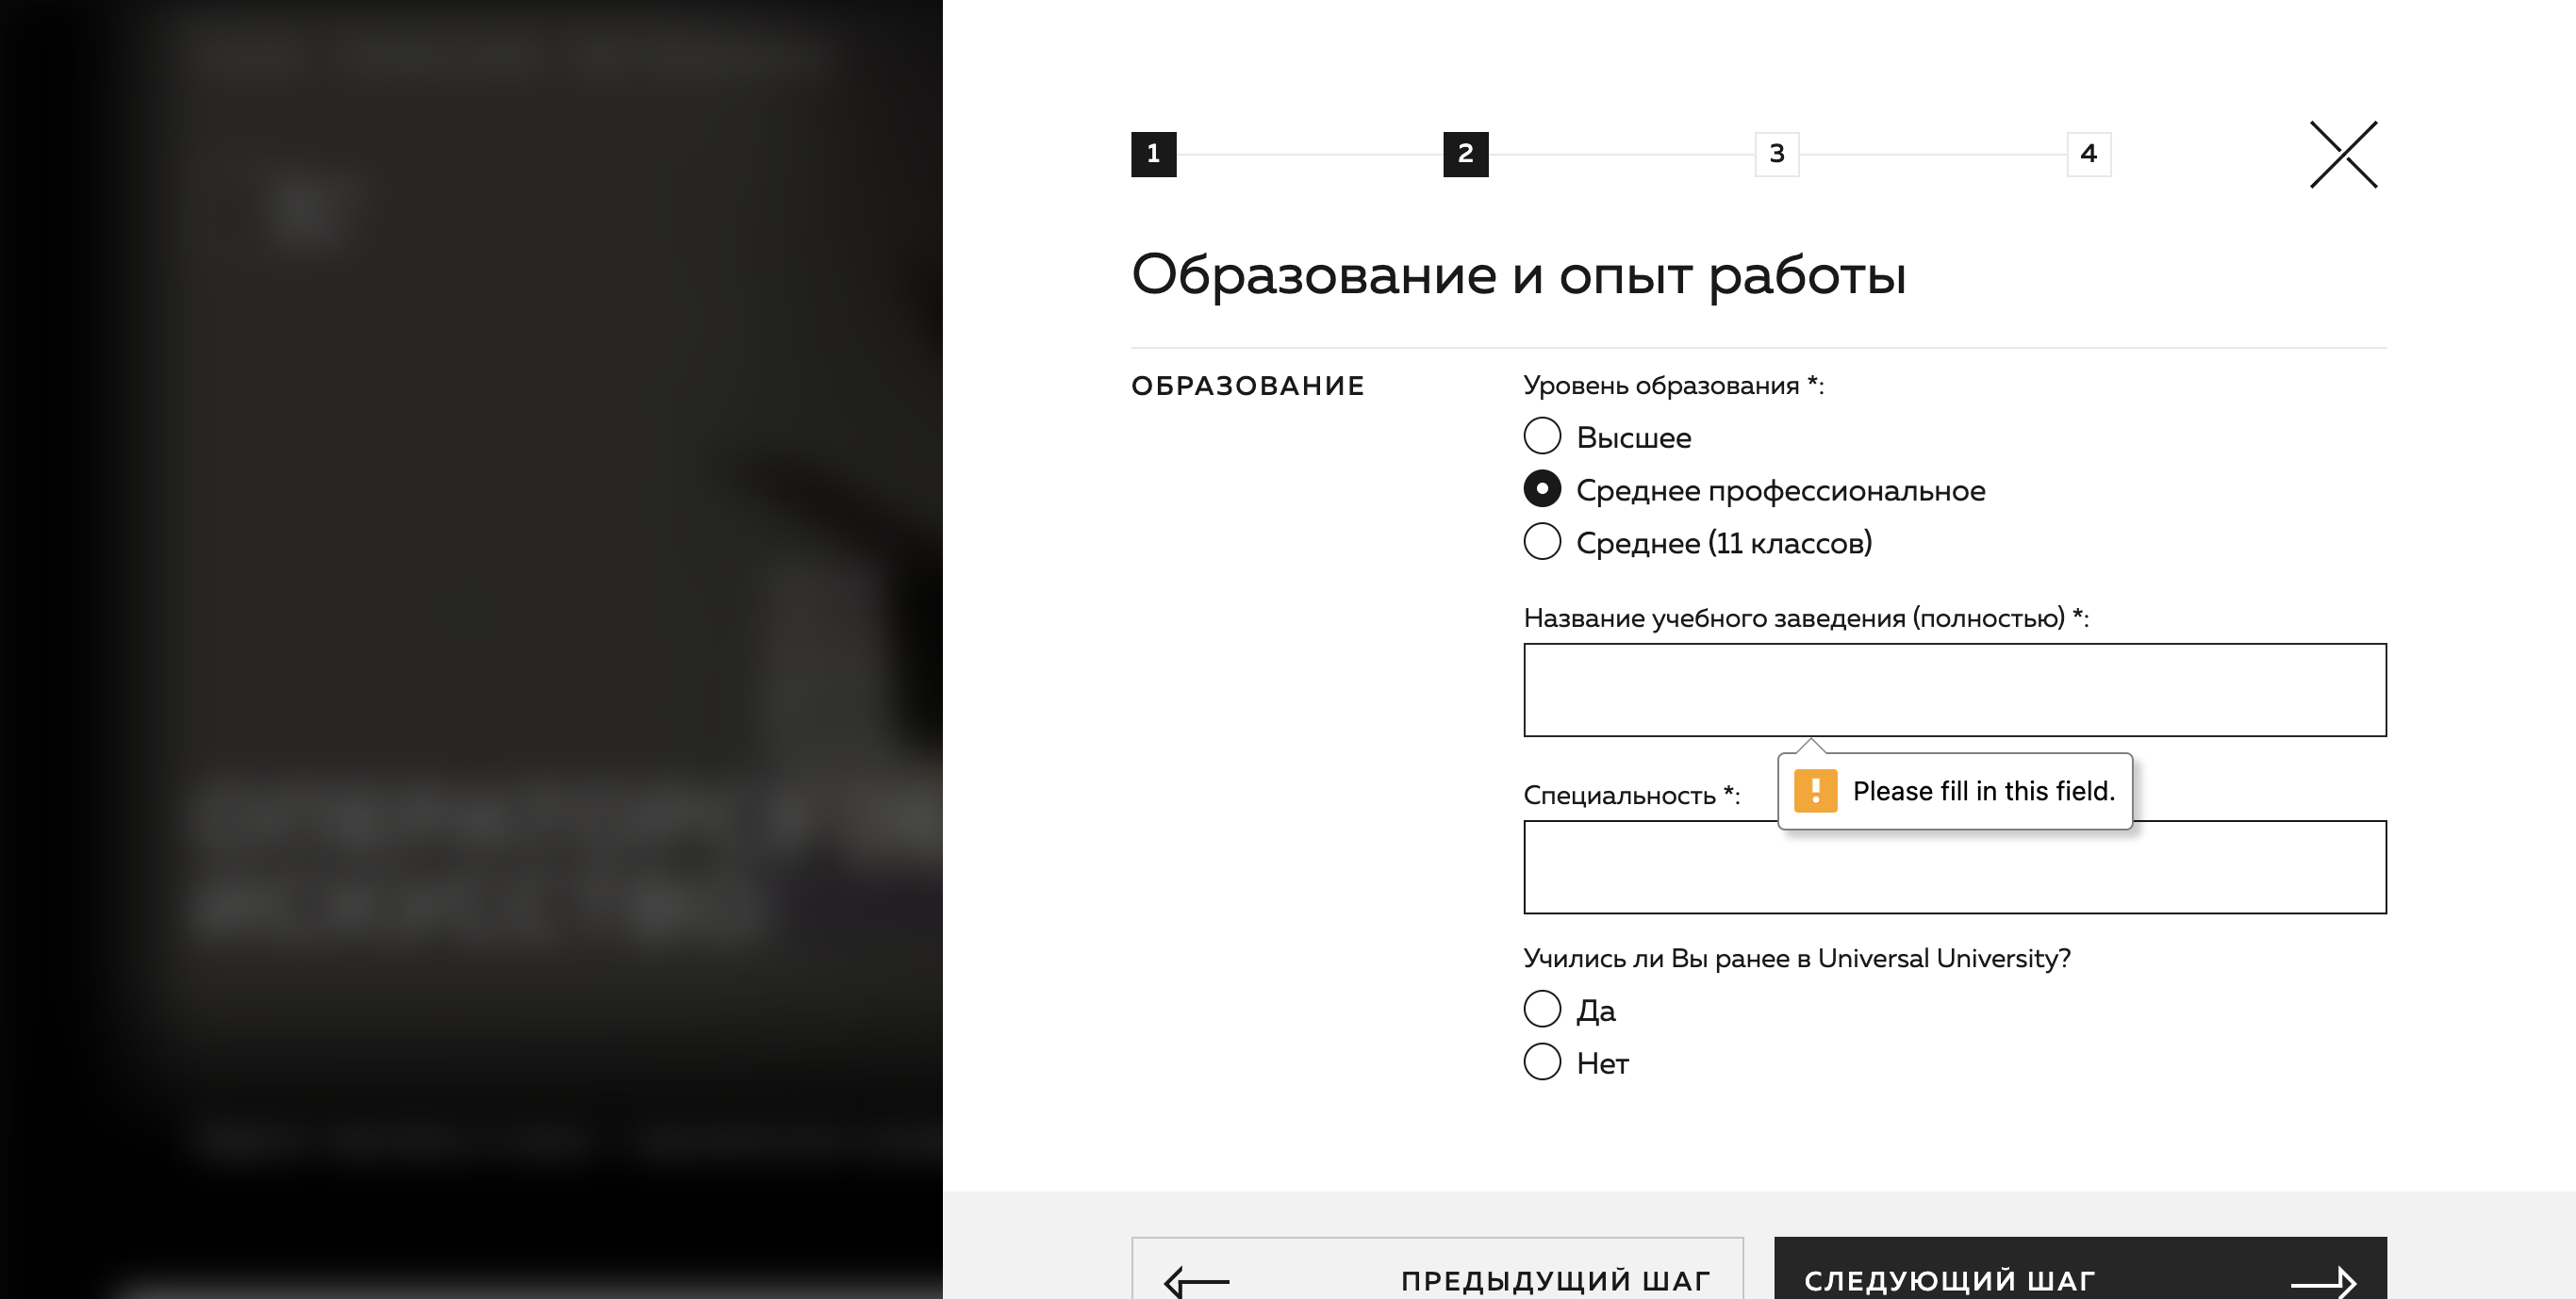 1 2 3 4
Образование и опыт работы
ОБРАЗОВАНИЕ
Уровень образования *:
Высшее
Среднее профессиональное
Среднее (11 классов)
Название учебного заведения (полностью) *:
Please fill in this field.
Специальность *:
Учились ли Вы ранее в Universal University?
Да
Нет
ПРЕДЫДУЩИЙ ШАГ
СЛЕДУЮЩИЙ ШАГ